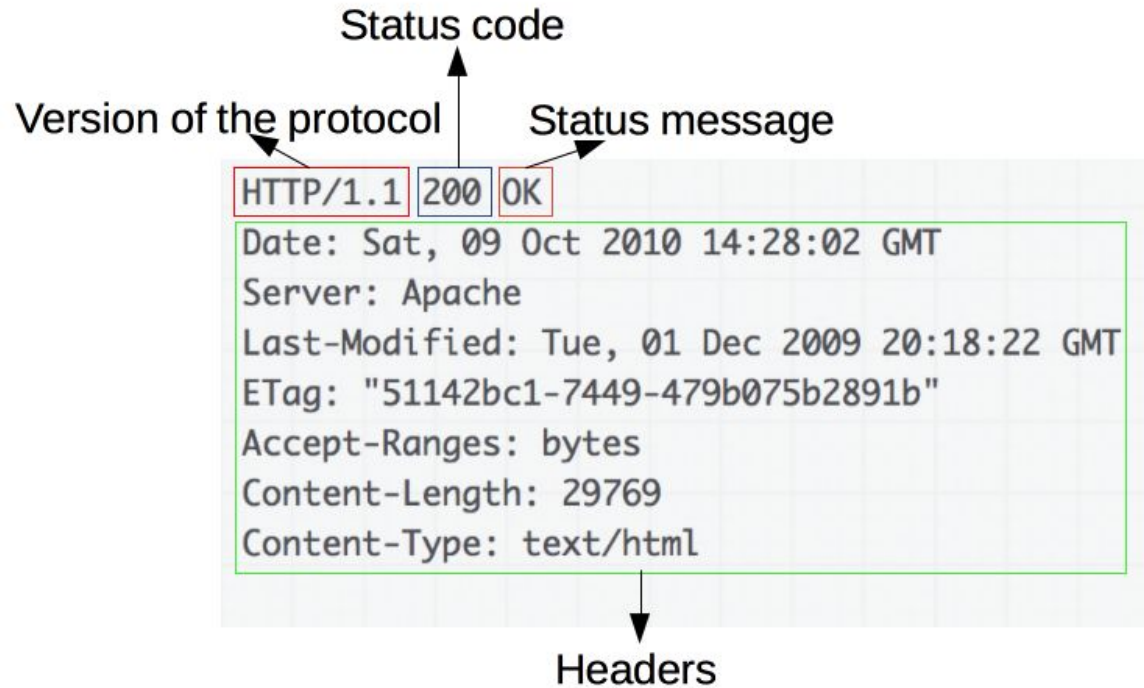 Status code
Version of the protocol
Status message
HTTP/1.1 200 OK
Date: Sat, 09 Oct 2010 14:28:02 GMT
Server: Apache
Last-Modified: Tue, 01 Dec 2009 20:18:22 GMT
ETag: "51142bc1-7449-479b075b2891b"
Accept-Ranges: bytes
Content-Length: 29769
Content-Type: text/html
Headers